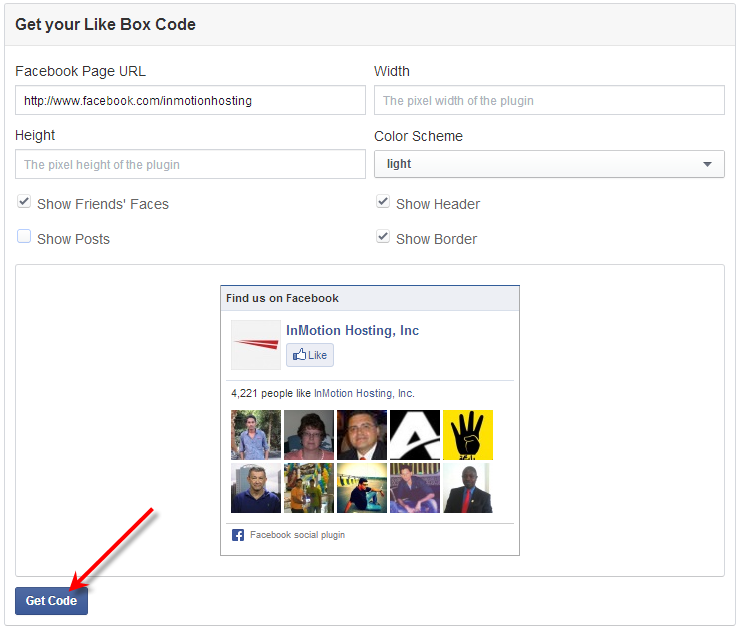 Get your Like Box Code
Facebook Page URL
Width
http://www.facebook.com/inmotionhosting
The pixel width of the plugin
Height
Color Scheme
The pixel height of the plugin
light
Show Friends' Faces
Show Header
Show Posts
Show Border
Find us on Facebook
InMotion Hosting, Inc
Like
4,221 people like InMotion Hosting, Inc.
Facebook social plugin
Get Code